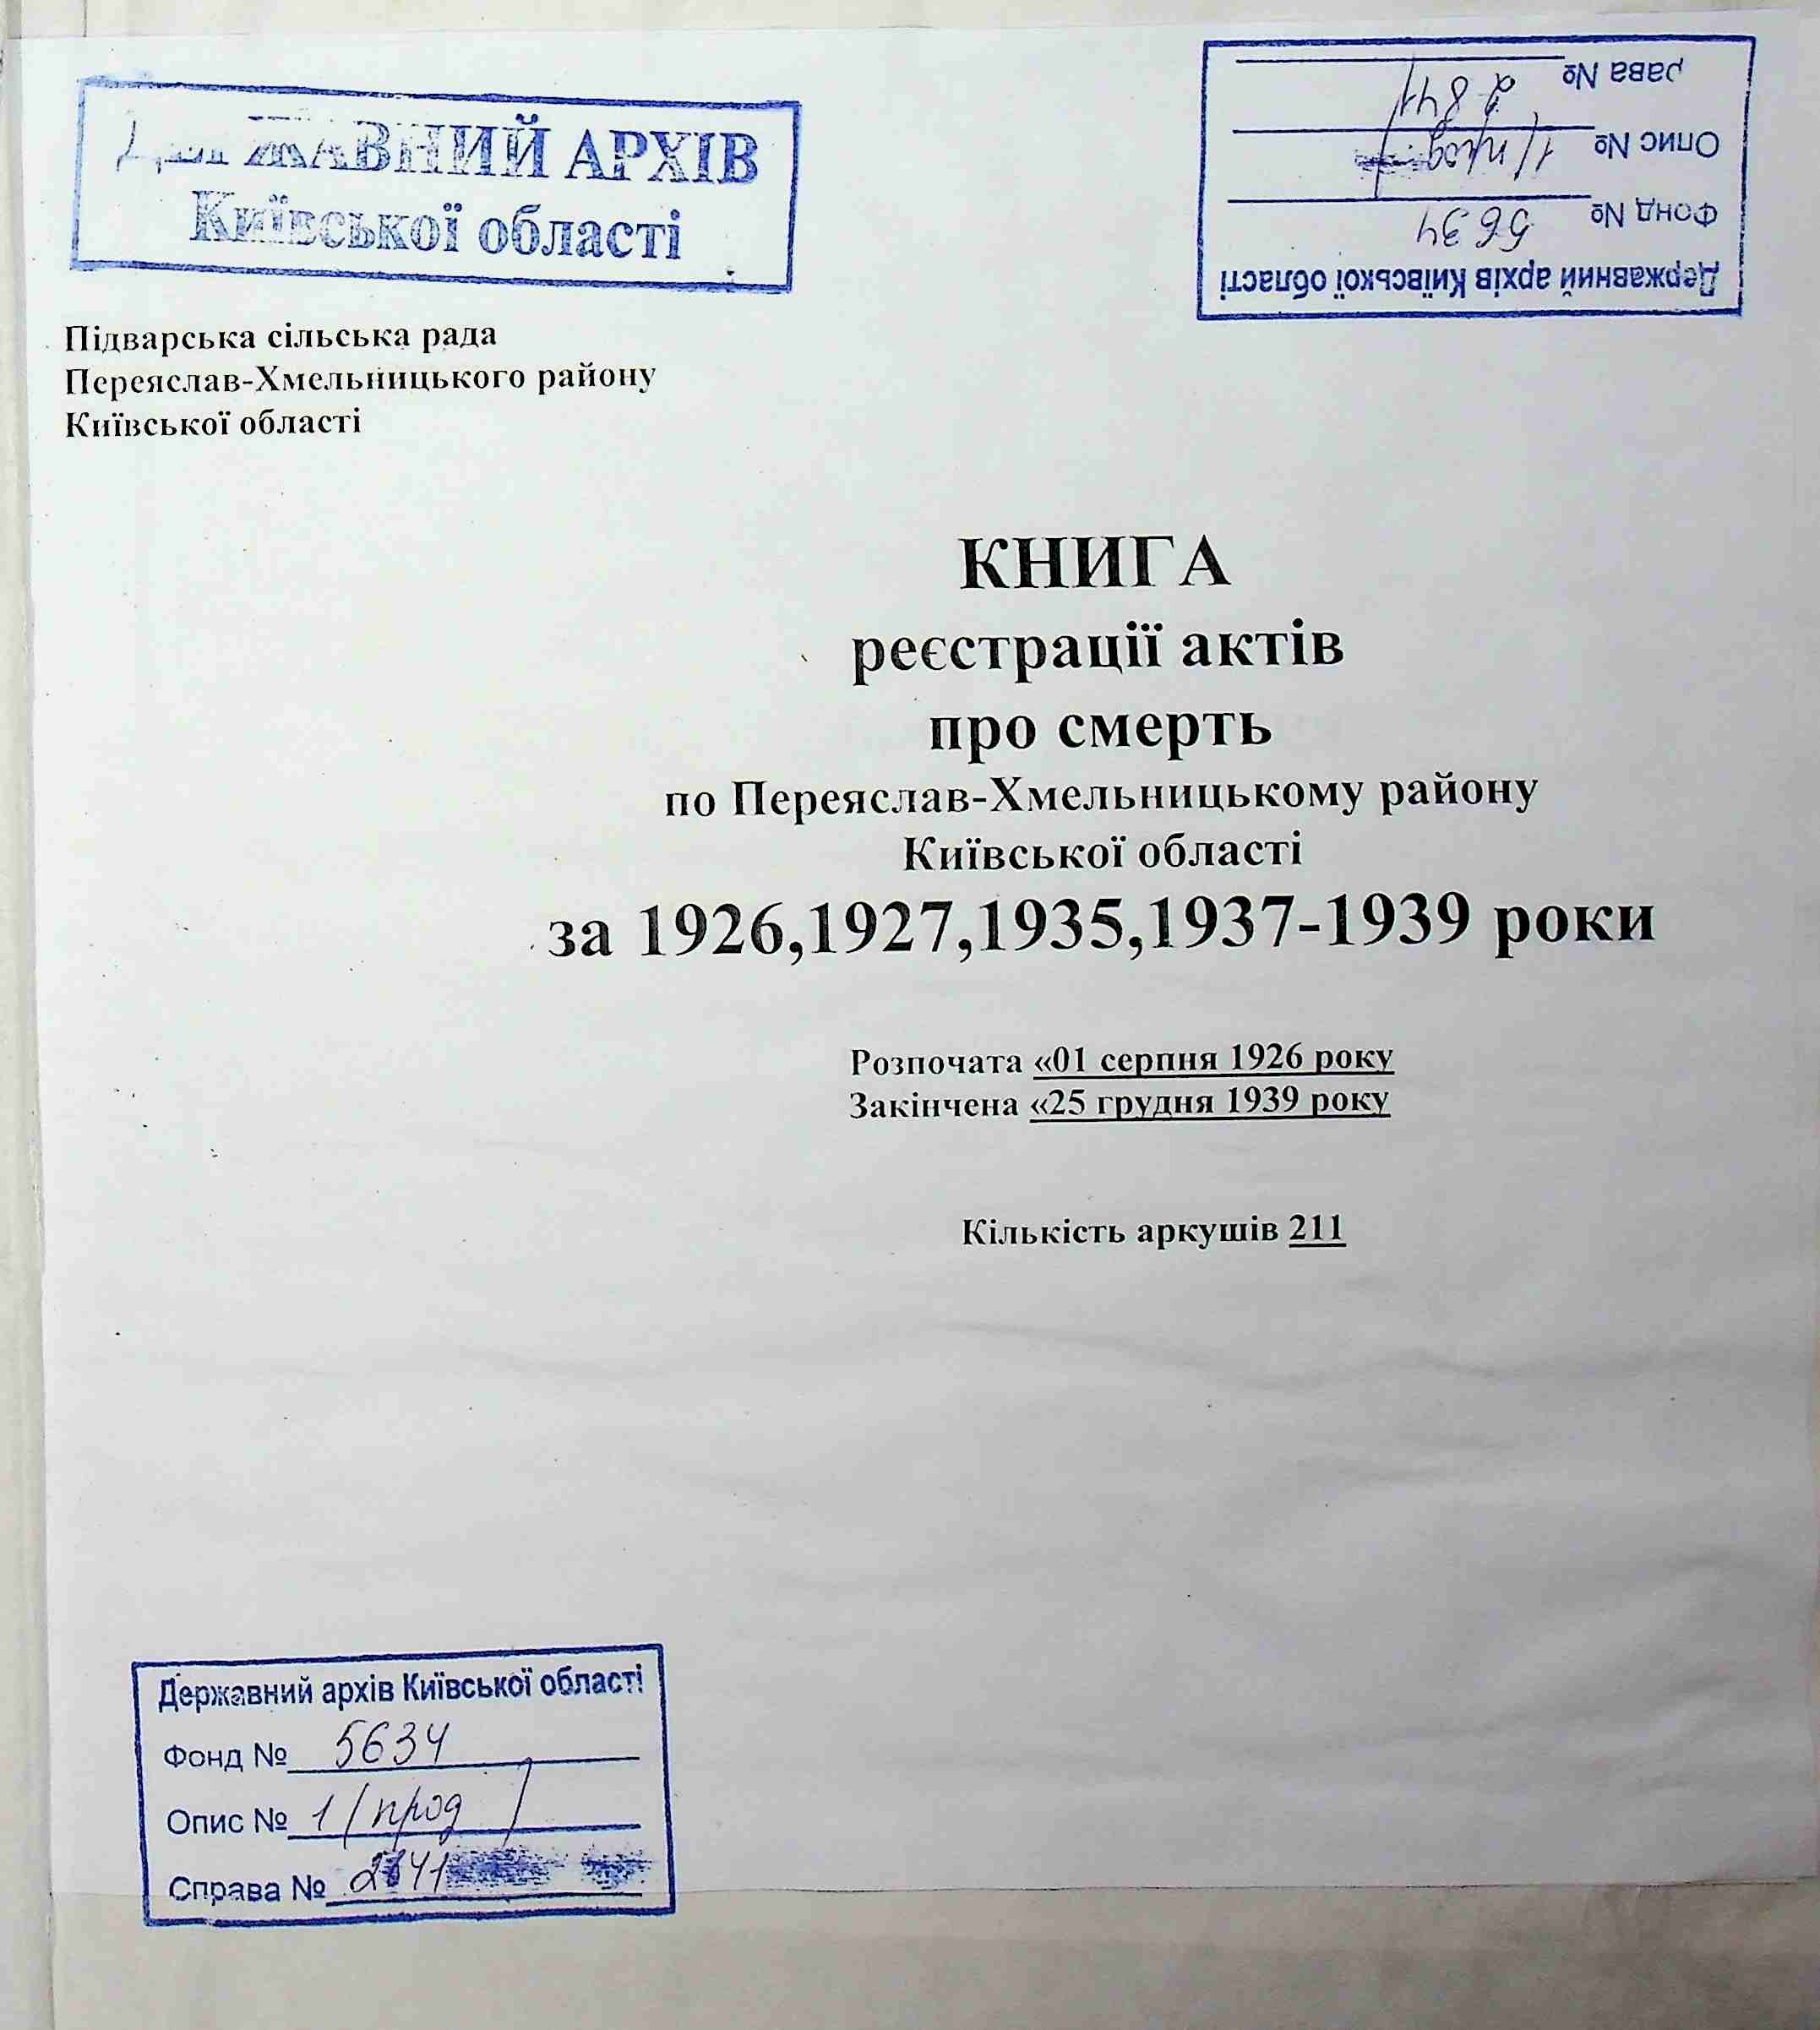 ДЕРЖАВНИЙ АРХІВ
Київської області
Державний архів Київської області
Фонд № 5634
Опис № 1/прод
рава № 2841
Підварська сільська рада
Переяслав-Хмельницького району
Київської області
КНИГА
реєстрації актів
про смерть
по Переяслав-Хмельницькому району
Київської області
за 1926,1927,1935,1937-1939 роки
Розпочата «01 серпня 1926 року
Закінчена «25 грудня 1939 року
Кількість аркушів 211
Державний архів Київської області
Фонд № 5634
Опис № 1/прод
Справа № 2841